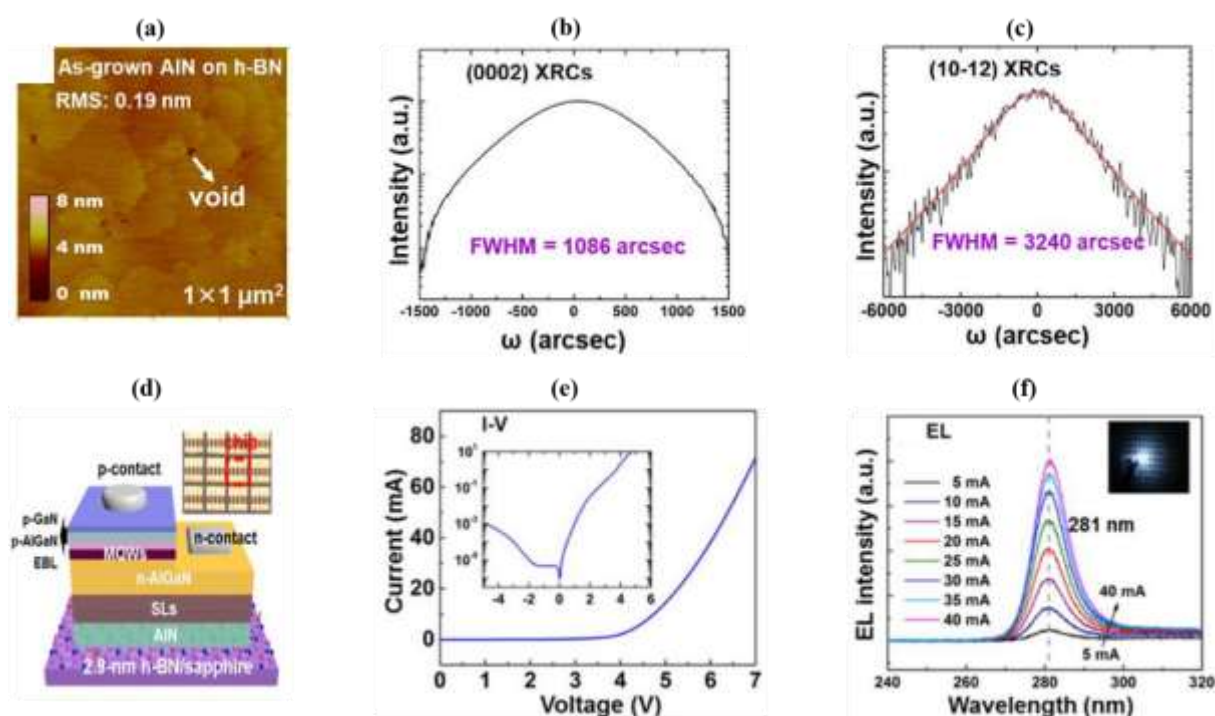 (a)
As-grown AlN on h-BN
RMS: 0.19 nm
void
8 nm
4 nm
0 nm
1×1 μm²
(b)
(0002) XRCs
Intensity (a.u.)
FWHM = 1086 arcsec
-1500 -1000 -500 0 500 1000 1500
ω (arcsec)
(c)
(10-12) XRCs
Intensity (a.u.)
FWHM = 3240 arcsec
-6000 -3000 0 3000 6000
ω (arcsec)
(d)
chip
p-contact
n-contact
p-GaN
p-AlGaN
EBL
MQWs
n-AlGaN
SLs
AlN
2.9-nm h-BN/sapphire
(e)
I-V
Current (mA)
80
60
40
20
0
0 1 2 3 4 5 6 7
Voltage (V)
-4 -2 0 2 4 6
(f)
EL
EL intensity (a.u.)
5 mA
10 mA
15 mA
20 mA
25 mA
30 mA
35 mA
40 mA
281 nm
40 mA
5 mA
240 260 280 300 320
Wavelength (nm)